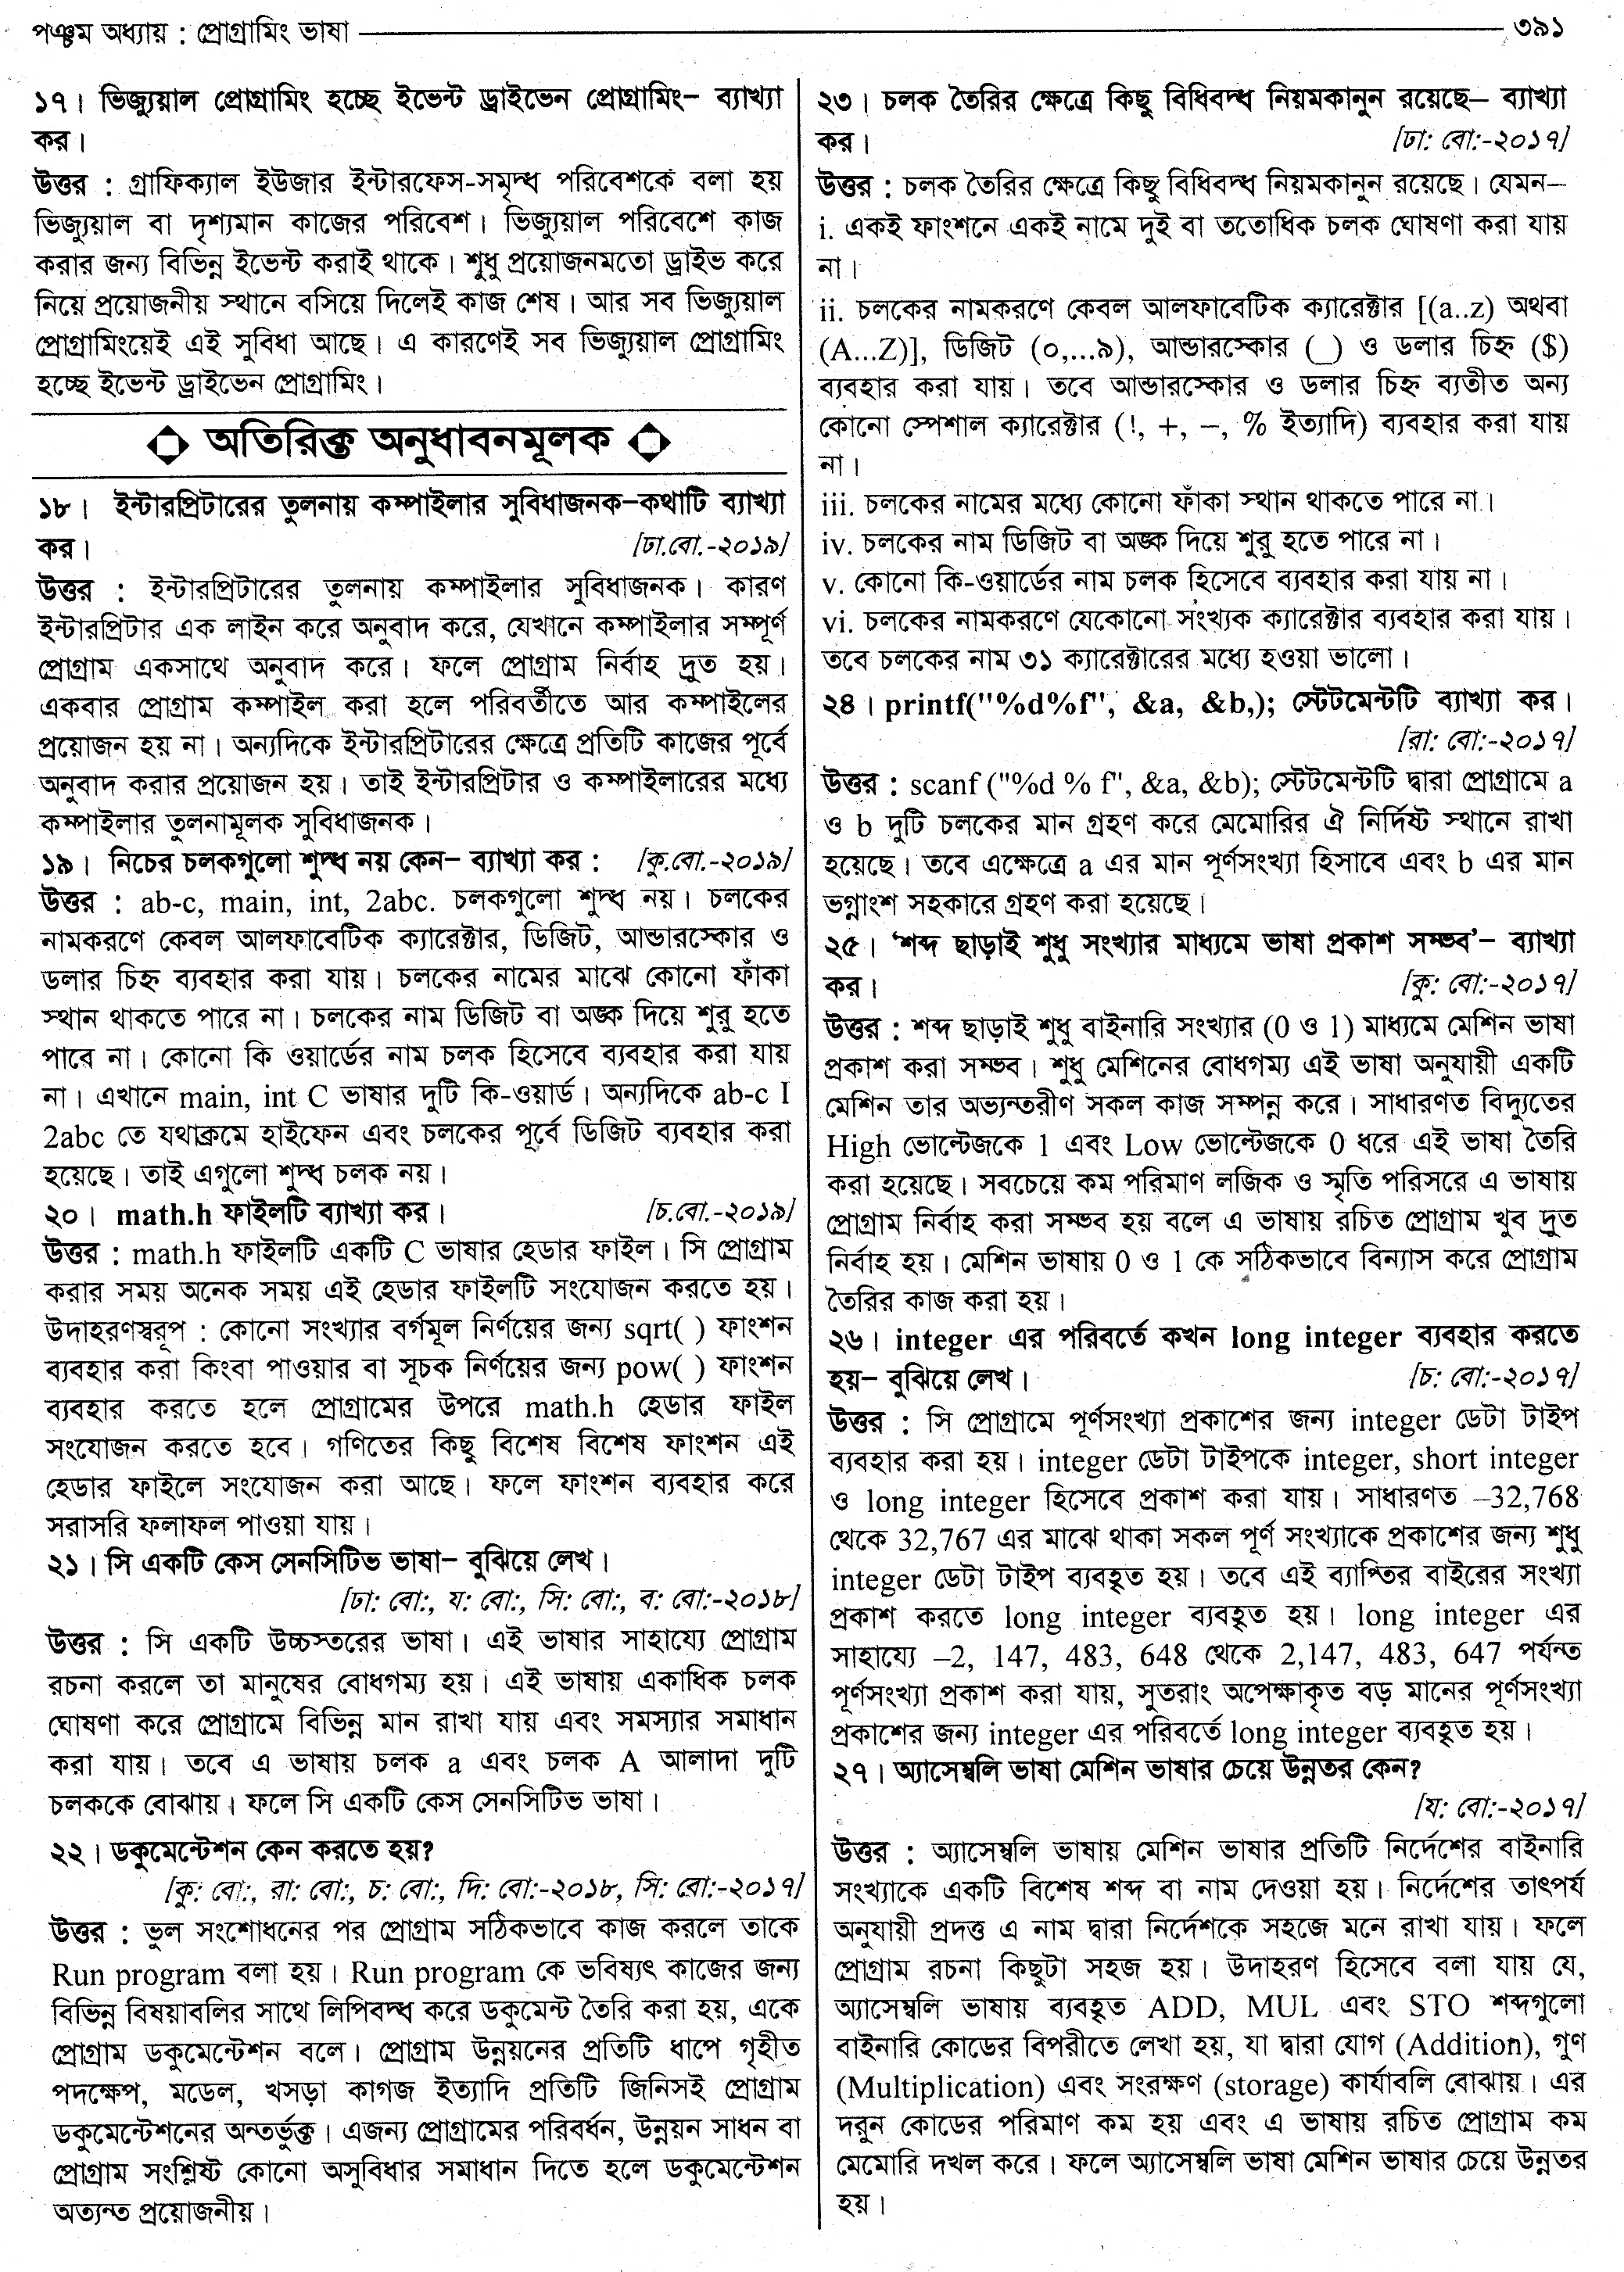 পঞ্চম অধ্যায় : প্রোগ্রামিং ভাষা ৩৯১
১৭। ভিজ্যুয়াল প্রোগ্রামিং হচ্ছে ইভেন্ট ড্রাইভেন প্রোগ্রামিং– ব্যাখ্যা
কর।
উত্তর : গ্রাফিক্যাল ইউজার ইন্টারফেস-সমৃদ্ধ পরিবেশকে বলা হয়
ভিজ্যুয়াল বা দৃশ্যমান কাজের পরিবেশ। ভিজ্যুয়াল পরিবেশে কাজ
করার জন্য বিভিন্ন ইভেন্ট করাই থাকে। শুধু প্রয়োজনমতো ড্রাইভ করে
নিয়ে প্রয়োজনীয় স্থানে বসিয়ে দিলেই কাজ শেষ। আর সব ভিজ্যুয়াল
প্রোগ্রামিংয়েই এই সুবিধা আছে। এ কারণেই সব ভিজ্যুয়াল প্রোগ্রামিং
হচ্ছে ইভেন্ট ড্রাইভেন প্রোগ্রামিং।
অতিরিক্ত অনুধাবনমূলক
১৮। ইন্টারপ্রিটারের তুলনায় কম্পাইলার সুবিধাজনক–কথাটি ব্যাখ্যা
কর। [ঢা.বো.-২০১৯]
উত্তর : ইন্টারপ্রিটারের তুলনায় কম্পাইলার সুবিধাজনক। কারণ
ইন্টারপ্রিটার এক লাইন করে অনুবাদ করে, যেখানে কম্পাইলার সম্পূর্ণ
প্রোগ্রাম একসাথে অনুবাদ করে। ফলে প্রোগ্রাম নির্বাহ দ্রুত হয়।
একবার প্রোগ্রাম কম্পাইল করা হলে পরিবর্তীতে আর কম্পাইলের
প্রয়োজন হয় না। অন্যদিকে ইন্টারপ্রিটারের ক্ষেত্রে প্রতিটি কাজের পূর্বে
অনুবাদ করার প্রয়োজন হয়। তাই ইন্টারপ্রিটার ও কম্পাইলারের মধ্যে
কম্পাইলার তুলনামূলক সুবিধাজনক।
১৯। নিচের চলকগুলো শুদ্ধ নয় কেন– ব্যাখ্যা কর : [কু.বো.-২০১৯]
উত্তর : ab-c, main, int, 2abc. চলকগুলো শুদ্ধ নয়। চলকের
নামকরণে কেবল আলফাবেটিক ক্যারেক্টার, ডিজিট, আন্ডারস্কোর ও
ডলার চিহ্ন ব্যবহার করা যায়। চলকের নামের মাঝে কোনো ফাঁকা
স্থান থাকতে পারে না। চলকের নাম ডিজিট বা অঙ্ক দিয়ে শুরু হতে
পারে না। কোনো কি ওয়ার্ডের নাম চলক হিসেবে ব্যবহার করা যায়
না। এখানে main, int C ভাষার দুটি কি-ওয়ার্ড। অন্যদিকে ab-c I
2abc তে যথাক্রমে হাইফেন এবং চলকের পূর্বে ডিজিট ব্যবহার করা
হয়েছে। তাই এগুলো শুদ্ধ চলক নয়।
২০। math.h ফাইলটি ব্যাখ্যা কর। [চ.বো.-২০১৯]
উত্তর : math.h ফাইলটি একটি C ভাষার হেডার ফাইল। সি প্রোগ্রাম
করার সময় অনেক সময় এই হেডার ফাইলটি সংযোজন করতে হয়।
উদাহরণস্বরূপ : কোনো সংখ্যার বর্গমূল নির্ণয়ের জন্য sqrt( ) ফাংশন
ব্যবহার করা কিংবা পাওয়ার বা সূচক নির্ণয়ের জন্য pow( ) ফাংশন
ব্যবহার করতে হলে প্রোগ্রামের উপরে math.h হেডার ফাইল
সংযোজন করতে হবে। গণিতের কিছু বিশেষ বিশেষ ফাংশন এই
হেডার ফাইলে সংযোজন করা আছে। ফলে ফাংশন ব্যবহার করে
সরাসরি ফলাফল পাওয়া যায়।
২১। সি একটি কেস সেনসিটিভ ভাষা– বুঝিয়ে লেখ।
[ঢা: বো:, য: বো:, সি: বো:, ব: বো:-২০১৮]
উত্তর : সি একটি উচ্চস্তরের ভাষা। এই ভাষার সাহায্যে প্রোগ্রাম
রচনা করলে তা মানুষের বোধগম্য হয়। এই ভাষায় একাধিক চলক
ঘোষণা করে প্রোগ্রামে বিভিন্ন মান রাখা যায় এবং সমস্যার সমাধান
করা যায়। তবে এ ভাষায় চলক a এবং চলক A আলাদা দুটি
চলককে বোঝায়। ফলে সি একটি কেস সেনসিটিভ ভাষা।
২২। ডকুমেন্টেশন কেন করতে হয়?
[কু: বো:, রা: বো:, চ: বো:, দি: বো:-২০১৮, সি: বো:-২০১৭]
উত্তর : ভুল সংশোধনের পর প্রোগ্রাম সঠিকভাবে কাজ করলে তাকে
Run program বলা হয়। Run program কে ভবিষ্যৎ কাজের জন্য
বিভিন্ন বিষয়াবলির সাথে লিপিবদ্ধ করে ডকুমেন্ট তৈরি করা হয়, একে
প্রোগ্রাম ডকুমেন্টেশন বলে। প্রোগ্রাম উন্নয়নের প্রতিটি ধাপে গৃহীত
পদক্ষেপ, মডেল, খসড়া কাগজ ইত্যাদি প্রতিটি জিনিসই প্রোগ্রাম
ডকুমেন্টেশনের অন্তর্ভুক্ত। এজন্য প্রোগ্রামের পরিবর্ধন, উন্নয়ন সাধন বা
প্রোগ্রাম সংশ্লিষ্ট কোনো অসুবিধার সমাধান দিতে হলে ডকুমেন্টেশন
অত্যন্ত প্রয়োজনীয়।
২৩। চলক তৈরির ক্ষেত্রে কিছু বিধিবদ্ধ নিয়মকানুন রয়েছে– ব্যাখ্যা
কর। [ঢা: বো:-২০১৭]
উত্তর : চলক তৈরির ক্ষেত্রে কিছু বিধিবদ্ধ নিয়মকানুন রয়েছে। যেমন–
i. একই ফাংশনে একই নামে দুই বা ততোধিক চলক ঘোষণা করা যায়
না।
ii. চলকের নামকরণে কেবল আলফাবেটিক ক্যারেক্টার [(a..z) অথবা
(A...Z)], ডিজিট (০,...৯), আন্ডারস্কোর (_) ও ডলার চিহ্ন ($)
ব্যবহার করা যায়। তবে আন্ডারস্কোর ও ডলার চিহ্ন ব্যতীত অন্য
কোনো স্পেশাল ক্যারেক্টার (!, +, –, % ইত্যাদি) ব্যবহার করা যায়
না।
iii. চলকের নামের মধ্যে কোনো ফাঁকা স্থান থাকতে পারে না।
iv. চলকের নাম ডিজিট বা অঙ্ক দিয়ে শুরু হতে পারে না।
v. কোনো কি-ওয়ার্ডের নাম চলক হিসেবে ব্যবহার করা যায় না।
vi. চলকের নামকরণে যেকোনো সংখ্যক ক্যারেক্টার ব্যবহার করা যায়।
তবে চলকের নাম ৩১ ক্যারেক্টারের মধ্যে হওয়া ভালো।
২৪। printf("%d%f", &a, &b,); স্টেটমেন্টটি ব্যাখ্যা কর।
[রা: বো:-২০১৭]
উত্তর : scanf ("%d % f", &a, &b); স্টেটমেন্টটি দ্বারা প্রোগ্রামে a
ও b দুটি চলকের মান গ্রহণ করে মেমোরির ঐ নির্দিষ্ট স্থানে রাখা
হয়েছে। তবে এক্ষেত্রে a এর মান পূর্ণসংখ্যা হিসাবে এবং b এর মান
ভগ্নাংশ সহকারে গ্রহণ করা হয়েছে।
২৫। ‘শব্দ ছাড়াই শুধু সংখ্যার মাধ্যমে ভাষা প্রকাশ সম্ভব’– ব্যাখ্যা
কর। [কু: বো:-২০১৭]
উত্তর : শব্দ ছাড়াই শুধু বাইনারি সংখ্যার (0 ও 1) মাধ্যমে মেশিন ভাষা
প্রকাশ করা সম্ভব। শুধু মেশিনের বোধগম্য এই ভাষা অনুযায়ী একটি
মেশিন তার অভ্যন্তরীণ সকল কাজ সম্পন্ন করে। সাধারণত বিদ্যুতের
High ভোল্টেজকে 1 এবং Low ভোল্টেজকে 0 ধরে এই ভাষা তৈরি
করা হয়েছে। সবচেয়ে কম পরিমাণ লজিক ও স্মৃতি পরিসরে এ ভাষায়
প্রোগ্রাম নির্বাহ করা সম্ভব হয় বলে এ ভাষায় রচিত প্রোগ্রাম খুব দ্রুত
নির্বাহ হয়। মেশিন ভাষায় 0 ও 1 কে সঠিকভাবে বিন্যাস করে প্রোগ্রাম
তৈরির কাজ করা হয়।
২৬। integer এর পরিবর্তে কখন long integer ব্যবহার করতে
হয়– বুঝিয়ে লেখ। [চ: বো:-২০১৭]
উত্তর : সি প্রোগ্রামে পূর্ণসংখ্যা প্রকাশের জন্য integer ডেটা টাইপ
ব্যবহার করা হয়। integer ডেটা টাইপকে integer, short integer
ও long integer হিসেবে প্রকাশ করা যায়। সাধারণত –32,768
থেকে 32,767 এর মাঝে থাকা সকল পূর্ণ সংখ্যাকে প্রকাশের জন্য শুধু
integer ডেটা টাইপ ব্যবহৃত হয়। তবে এই ব্যাপ্তির বাইরের সংখ্যা
প্রকাশ করতে long integer ব্যবহৃত হয়। long integer এর
সাহায্যে –2, 147, 483, 648 থেকে 2,147, 483, 647 পর্যন্ত
পূর্ণসংখ্যা প্রকাশ করা যায়, সুতরাং অপেক্ষাকৃত বড় মানের পূর্ণসংখ্যা
প্রকাশের জন্য integer এর পরিবর্তে long integer ব্যবহৃত হয়।
২৭। অ্যাসেম্বলি ভাষা মেশিন ভাষার চেয়ে উন্নতর কেন?
[য: বো:-২০১৭]
উত্তর : অ্যাসেম্বলি ভাষায় মেশিন ভাষার প্রতিটি নির্দেশের বাইনারি
সংখ্যাকে একটি বিশেষ শব্দ বা নাম দেওয়া হয়। নির্দেশের তাৎপর্য
অনুযায়ী প্রদত্ত এ নাম দ্বারা নির্দেশকে সহজে মনে রাখা যায়। ফলে
প্রোগ্রাম রচনা কিছুটা সহজ হয়। উদাহরণ হিসেবে বলা যায় যে,
অ্যাসেম্বলি ভাষায় ব্যবহৃত ADD, MUL এবং STO শব্দগুলো
বাইনারি কোডের বিপরীতে লেখা হয়, যা দ্বারা যোগ (Addition), গুণ
(Multiplication) এবং সংরক্ষণ (storage) কার্যাবলি বোঝায়। এর
দরুন কোডের পরিমাণ কম হয় এবং এ ভাষায় রচিত প্রোগ্রাম কম
মেমোরি দখল করে। ফলে অ্যাসেম্বলি ভাষা মেশিন ভাষার চেয়ে উন্নতর
হয়।